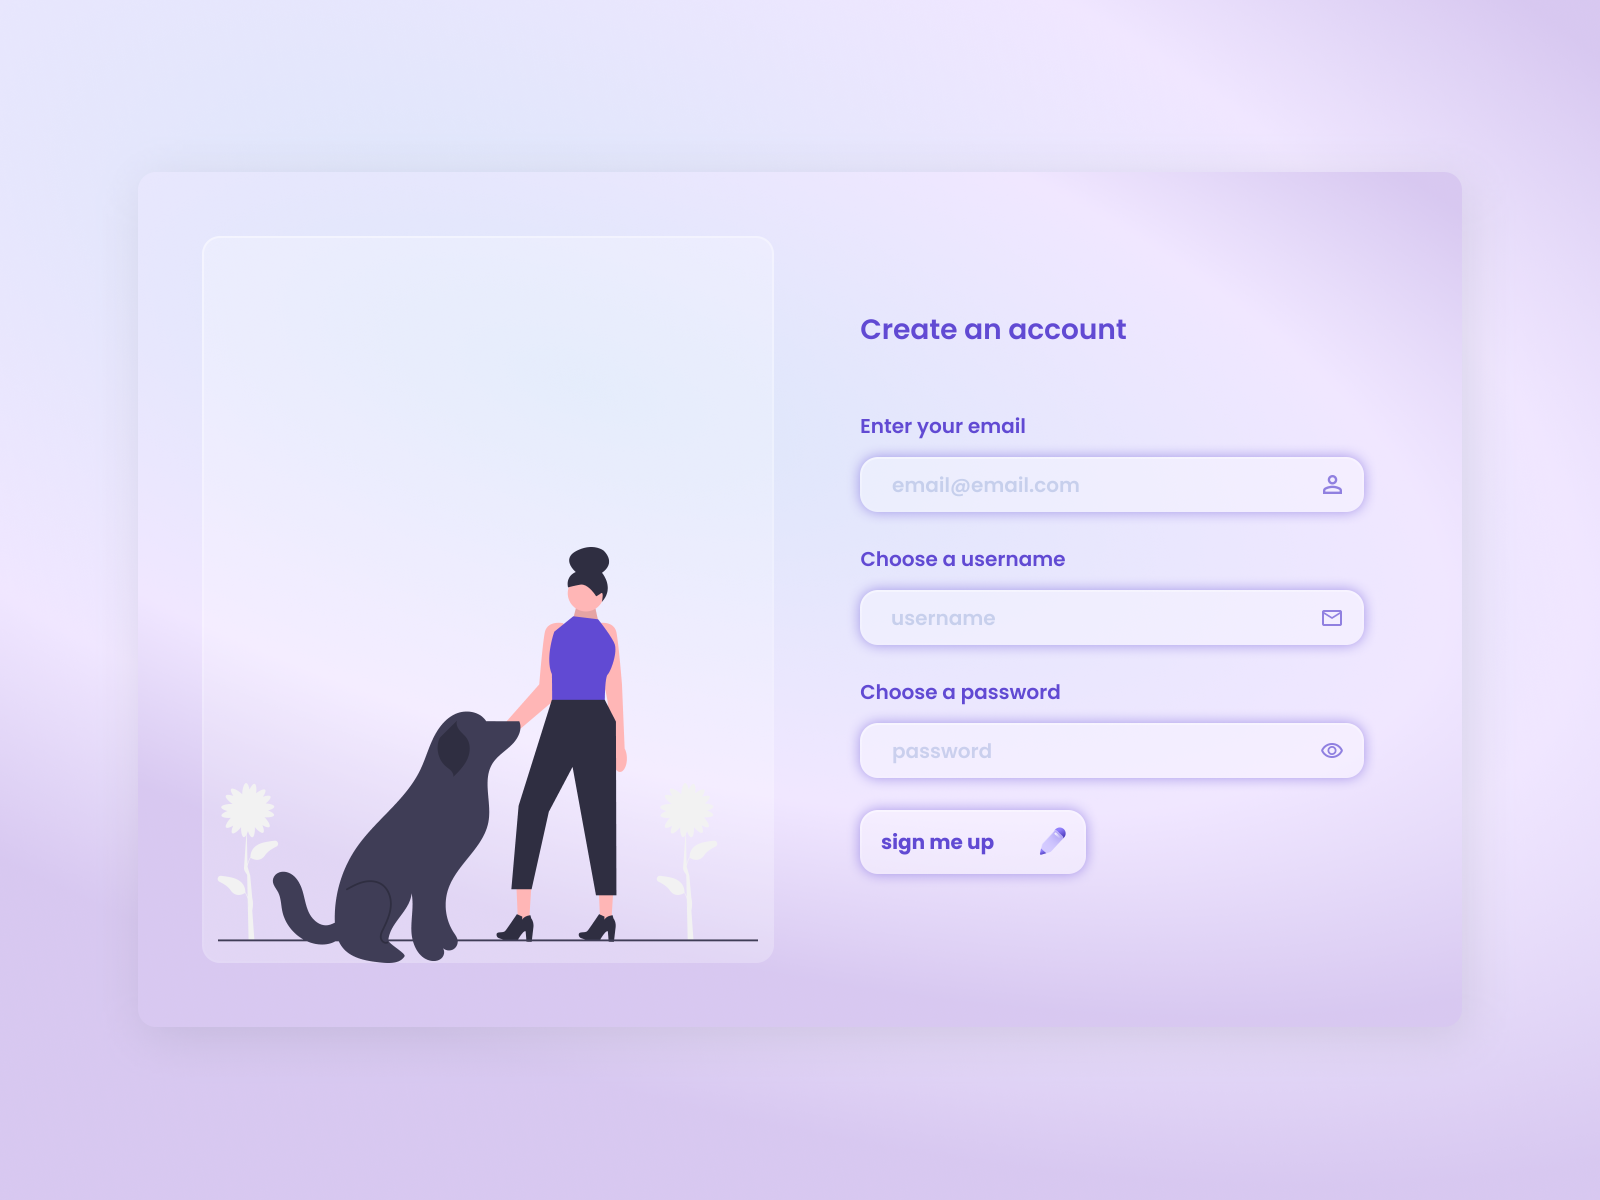 Create an account
Enter your email
email@email.com
Choose a username
username
Choose a password
password
sign me up